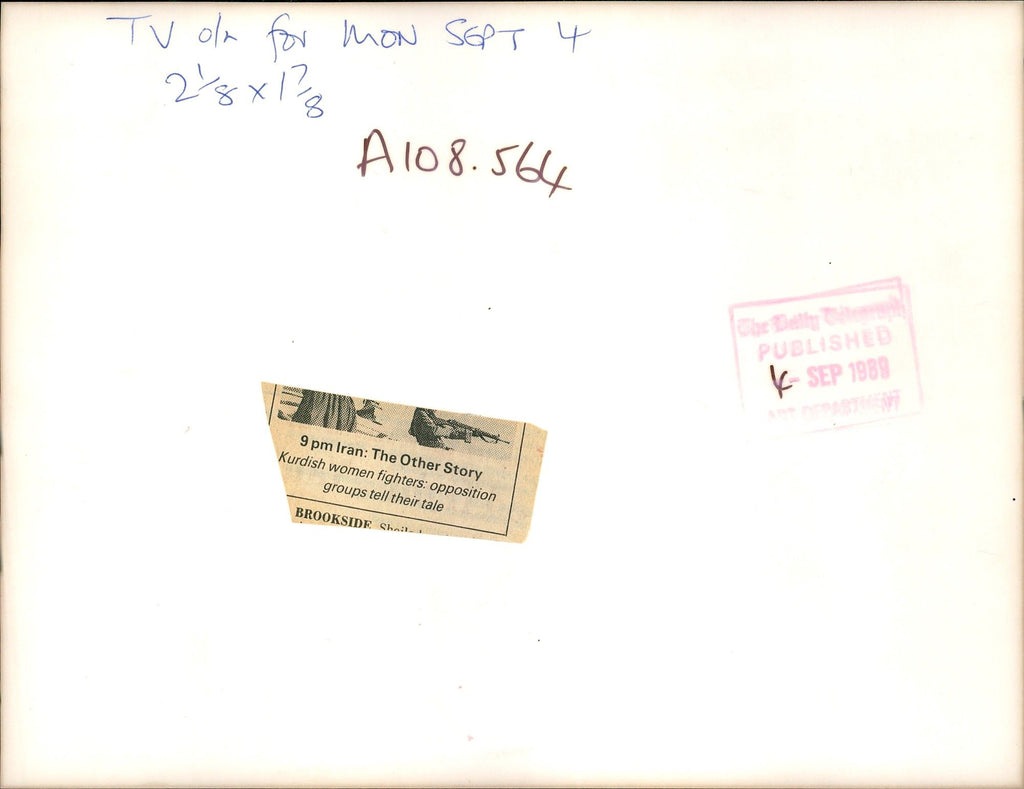 TV o/n for MON SEPT 4
2 1/8 x 1 7/8
A108.564
The Daily Telegraph
PUBLISHED
4 - SEP 1989
ART DEPARTMENT
9 pm Iran: The Other Story
Kurdish women fighters: opposition
groups tell their tale
BROOKSIDE